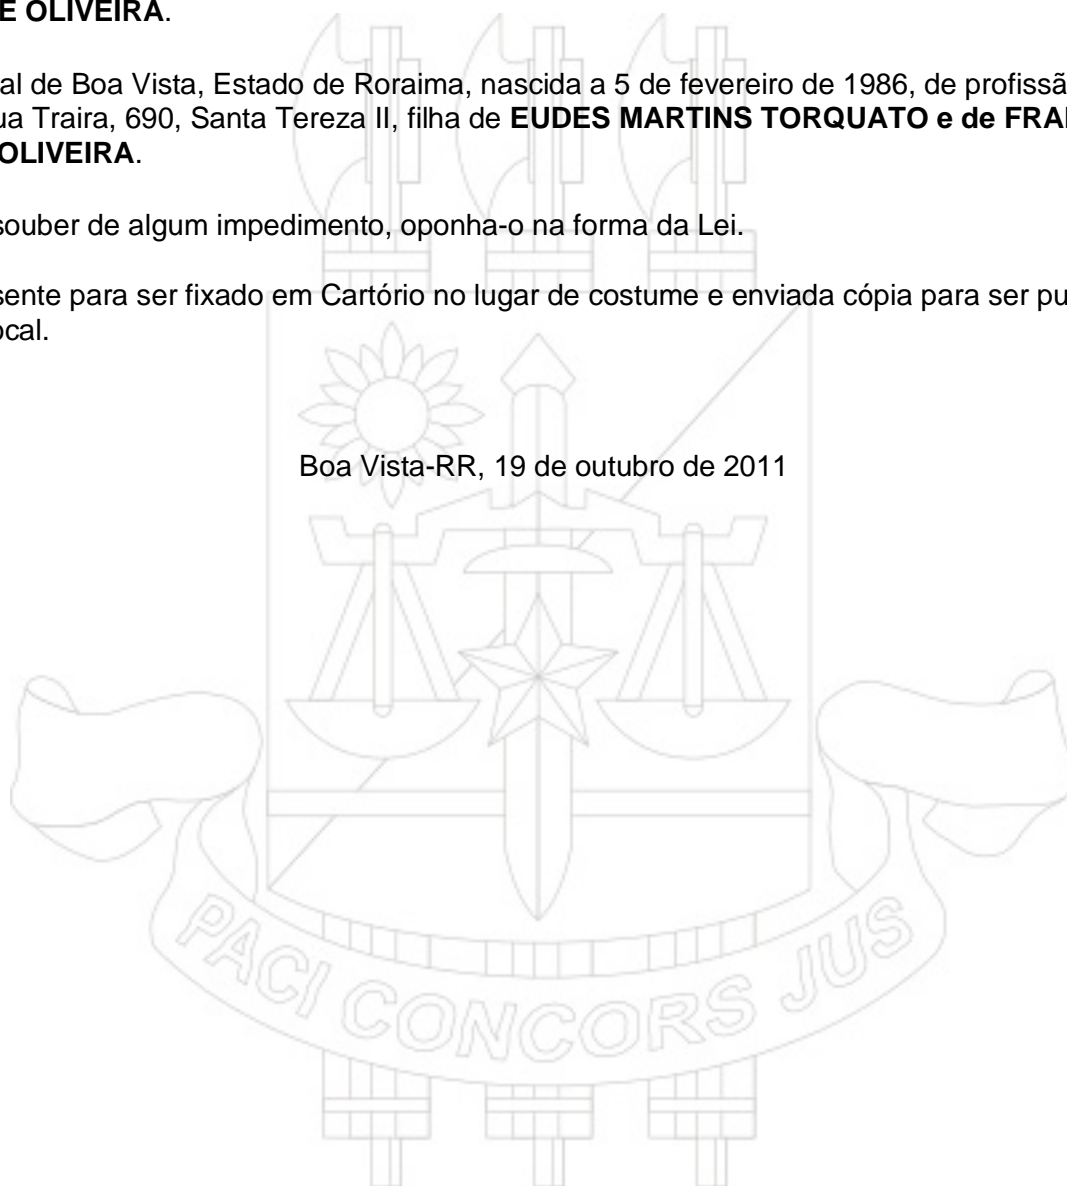 E OLIVEIRA.
al de Boa Vista, Estado de Roraima, nascida a 5 de fevereiro de 1986, de profissã
ua Traira, 690, Santa Tereza II, filha de EUDES MARTINS TORQUATO e de FRA
OLIVEIRA.
souber de algum impedimento, oponha-o na forma da Lei.
sente para ser fixado em Cartório no lugar de costume e enviada cópia para ser pu
ocal.
Boa Vista-RR, 19 de outubro de 2011
PACI CONCORS JUS